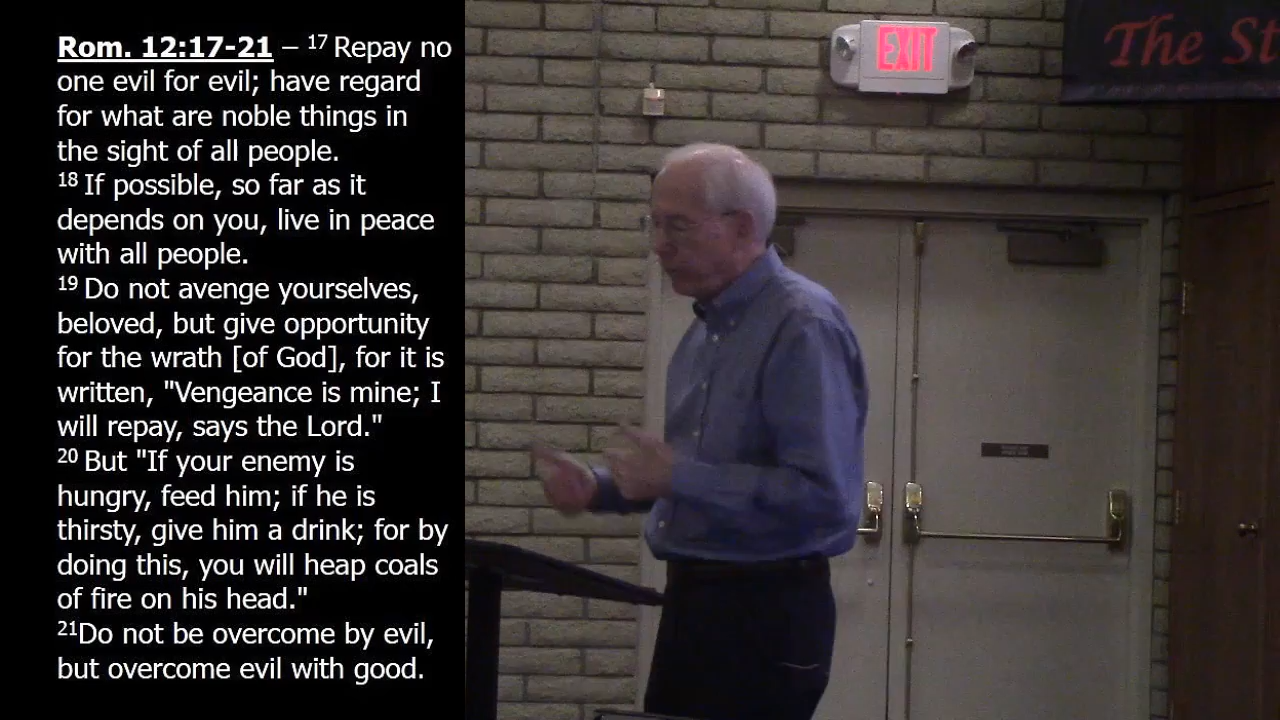 Rom. 12:17-21 – 17 Repay no
one evil for evil; have regard
for what are noble things in
the sight of all people.
18 If possible, so far as it
depends on you, live in peace
with all people.
19 Do not avenge yourselves,
beloved, but give opportunity
for the wrath [of God], for it is
written, "Vengeance is mine; I
will repay, says the Lord."
20 But "If your enemy is
hungry, feed him; if he is
thirsty, give him a drink; for by
doing this, you will heap coals
of fire on his head."
21Do not be overcome by evil,
but overcome evil with good.
EXIT
The St